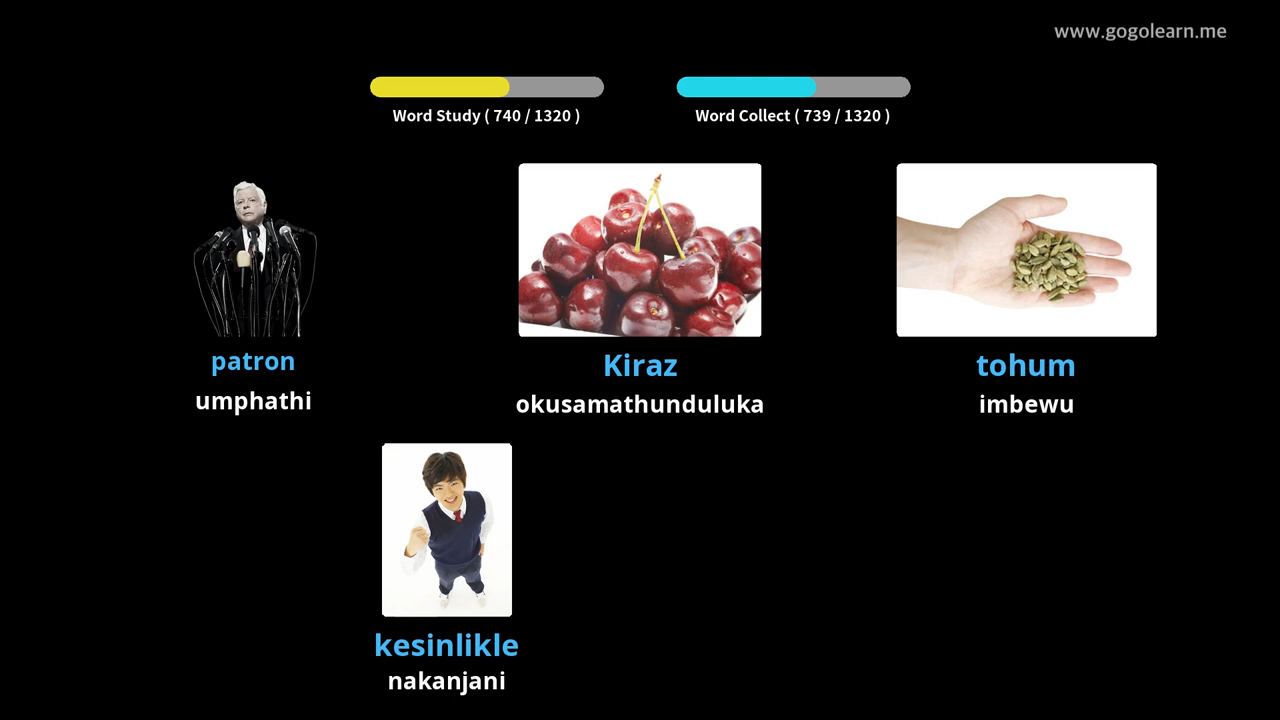 www.gogolearn.me
Word Study ( 740 / 1320 )
Word Collect ( 739 / 1320 )
patron
umphathi
Kiraz
okusamathunduluka
tohum
imbewu
kesinlikle
nakanjani